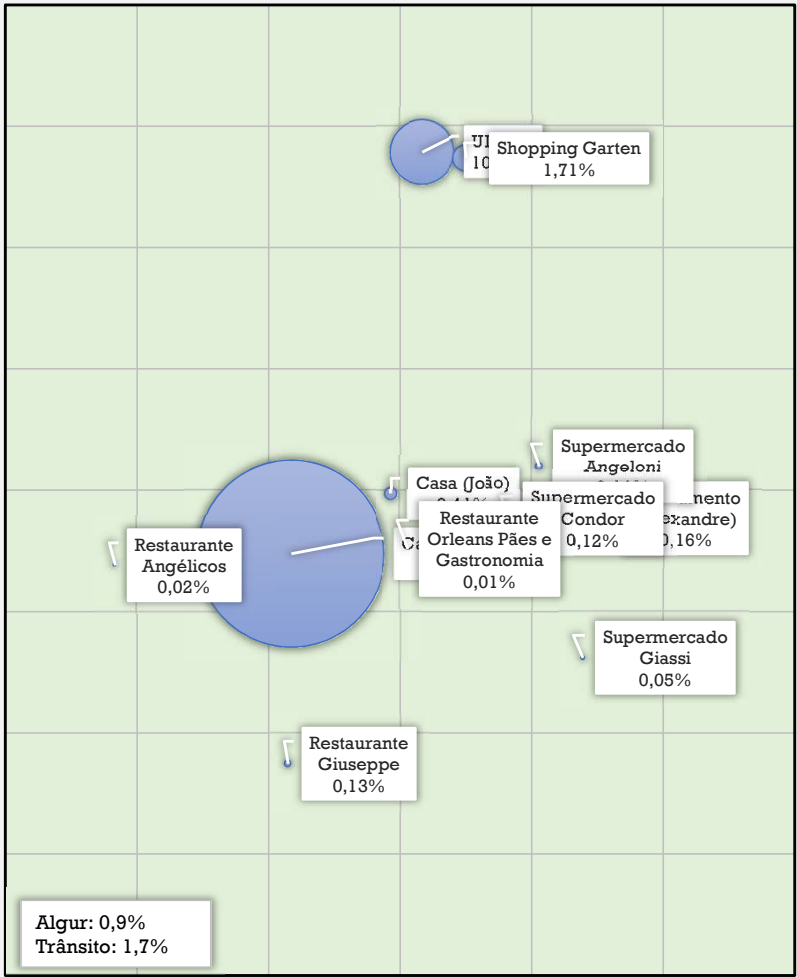 Shopping Garten
1,71%
Supermercado
Angeloni
Casa (João)
Supermercado
Condor
0,12%
0,16%
Restaurante
Orleans Pães e
Gastronomia
0,01%
Restaurante
Angélicos
0,02%
Supermercado
Giassi
0,05%
Restaurante
Giuseppe
0,13%
Algur: 0,9%
Trânsito: 1,7%